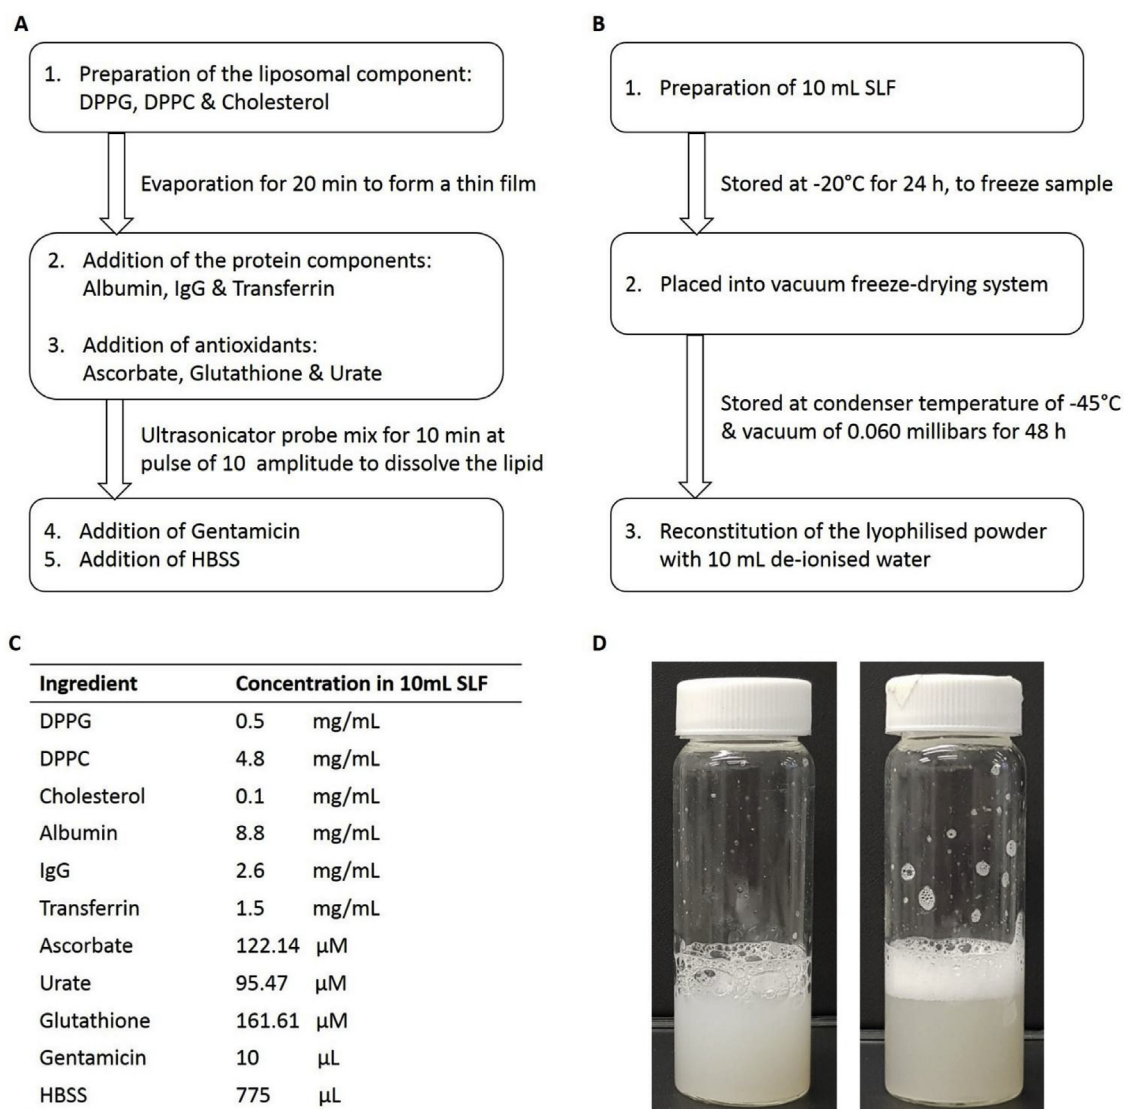 A
1. Preparation of the liposomal component:
DPPG, DPPC & Cholesterol
Evaporation for 20 min to form a thin film
2. Addition of the protein components:
Albumin, IgG & Transferrin
3. Addition of antioxidants:
Ascorbate, Glutathione & Urate
Ultrasonicator probe mix for 10 min at
pulse of 10 amplitude to dissolve the lipid
4. Addition of Gentamicin
5. Addition of HBSS
B
1. Preparation of 10 mL SLF
Stored at -20°C for 24 h, to freeze sample
2. Placed into vacuum freeze-drying system
Stored at condenser temperature of -45°C
& vacuum of 0.060 millibars for 48 h
3. Reconstitution of the lyophilised powder
with 10 mL de-ionised water
C
Ingredient Concentration in 10mL SLF
DPPG 0.5 mg/mL
DPPC 4.8 mg/mL
Cholesterol 0.1 mg/mL
Albumin 8.8 mg/mL
IgG 2.6 mg/mL
Transferrin 1.5 mg/mL
Ascorbate 122.14 µM
Urate 95.47 µM
Glutathione 161.61 µM
Gentamicin 10 µL
HBSS 775 µL
D